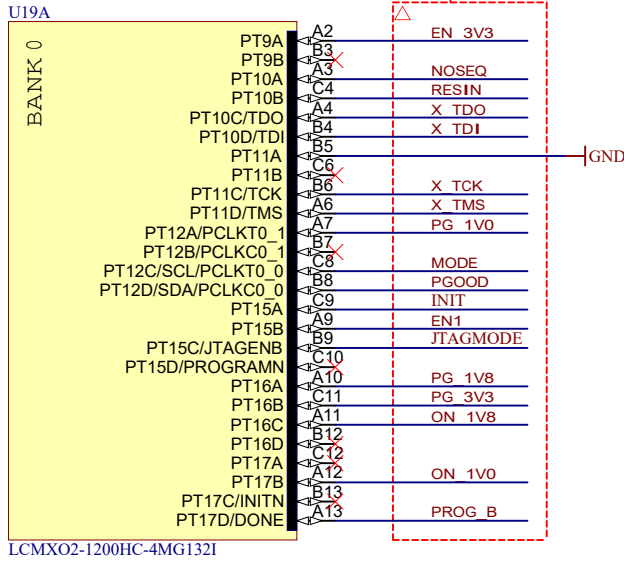 U19A
BANK 0
PT9A A2 EN_3V3
PT9B B3
PT10A A3 NOSEQ
PT10B C4 RESIN
PT10C/TDO A4 X_TDO
PT10D/TDI B4 X_TDI
PT11A B5 GND
PT11B C6
PT11C/TCK B6 X_TCK
PT11D/TMS A6 X_TMS
PT12A/PCLKT0_1 A7 PG_1V0
PT12B/PCLKC0_1 B7
PT12C/SCL/PCLKT0_0 C8 MODE
PT12D/SDA/PCLKC0_0 B8 PGOOD
PT15A C9 INIT
PT15B A9 EN1
PT15C/JTAGENB B9 JTAGMODE
PT15D/PROGRAMN C10
PT16A A10 PG_1V8
PT16B C11 PG_3V3
PT16C A11 ON_1V8
PT16D B12
PT17A C12
PT17B A12 ON_1V0
PT17C/INITN B13
PT17D/DONE A13 PROG_B
LCMXO2-1200HC-4MG132I